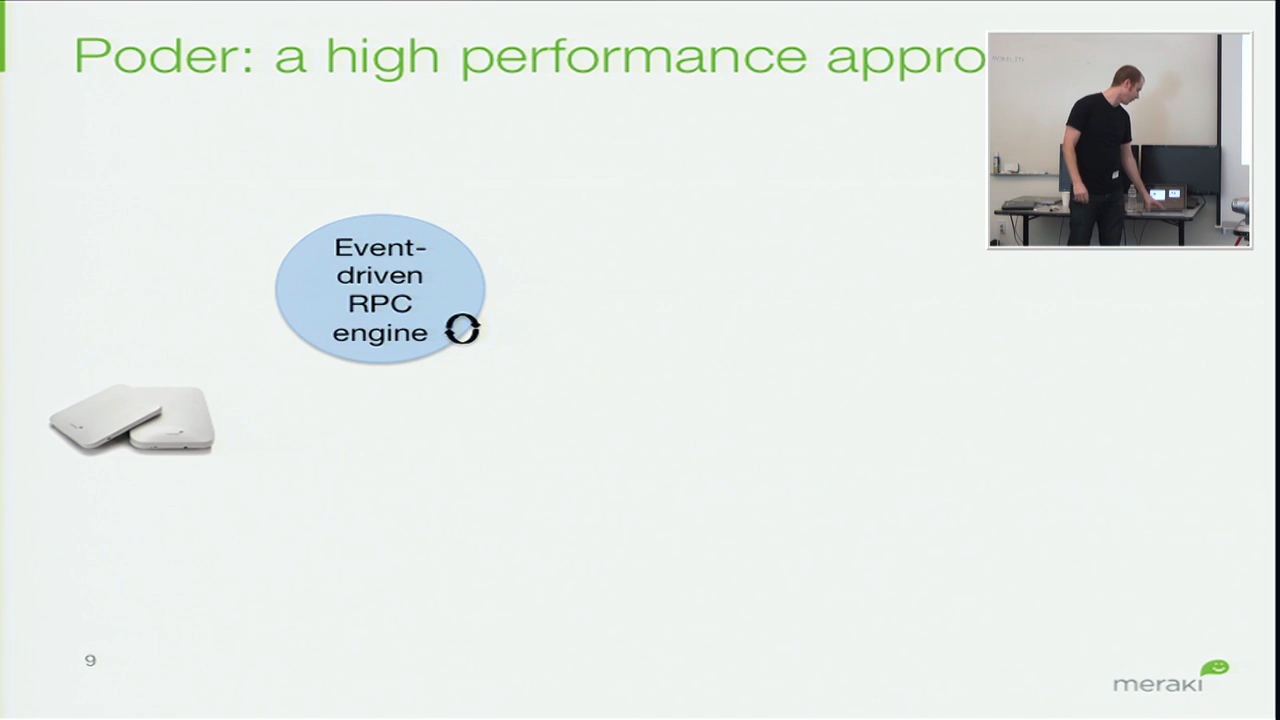 Poder: a high performance appro
Event-
driven
RPC
engine
9
meraki